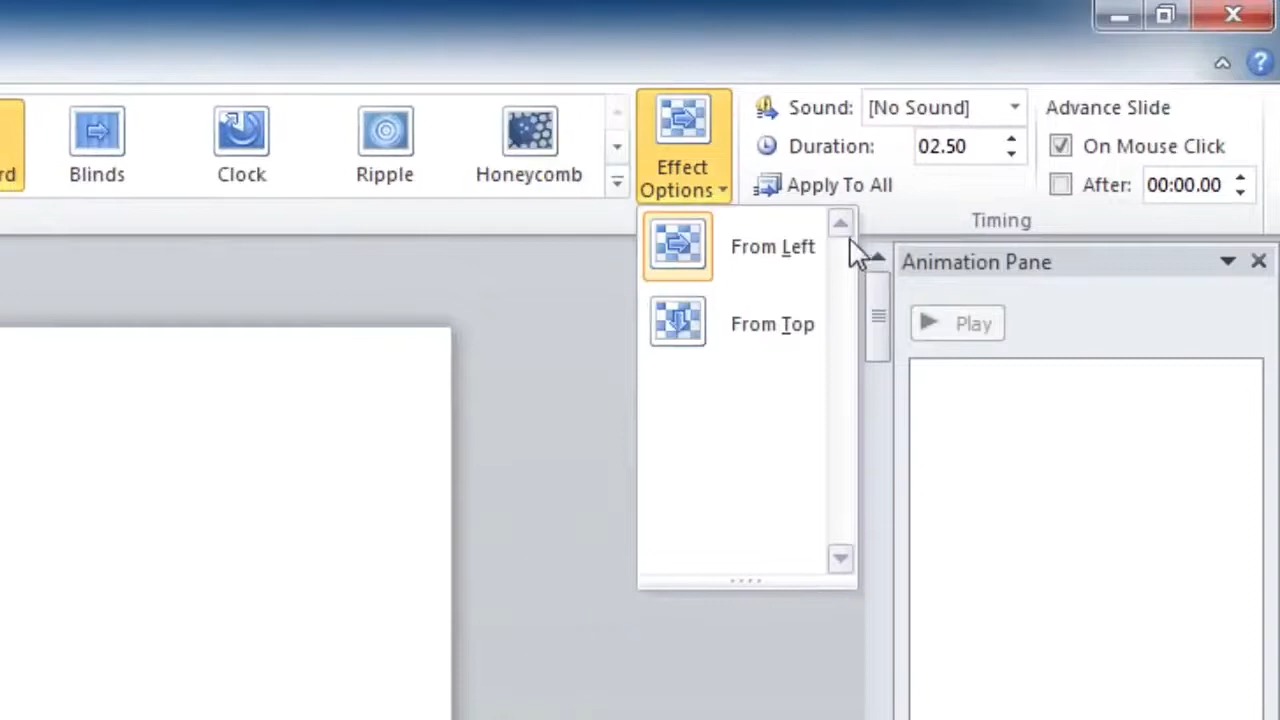 Sound: [No Sound] Advance Slide
Duration: 02.50 On Mouse Click
rd Blinds Clock Ripple Honeycomb Effect Options Apply To All After: 00:00.00
Timing
From Left
Animation Pane
From Top
Play